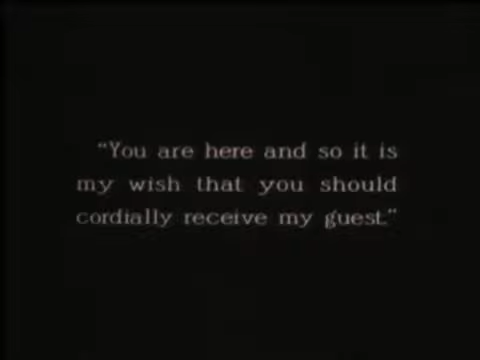 “You are here and so it is
my wish that you should
cordially receive my guest.”